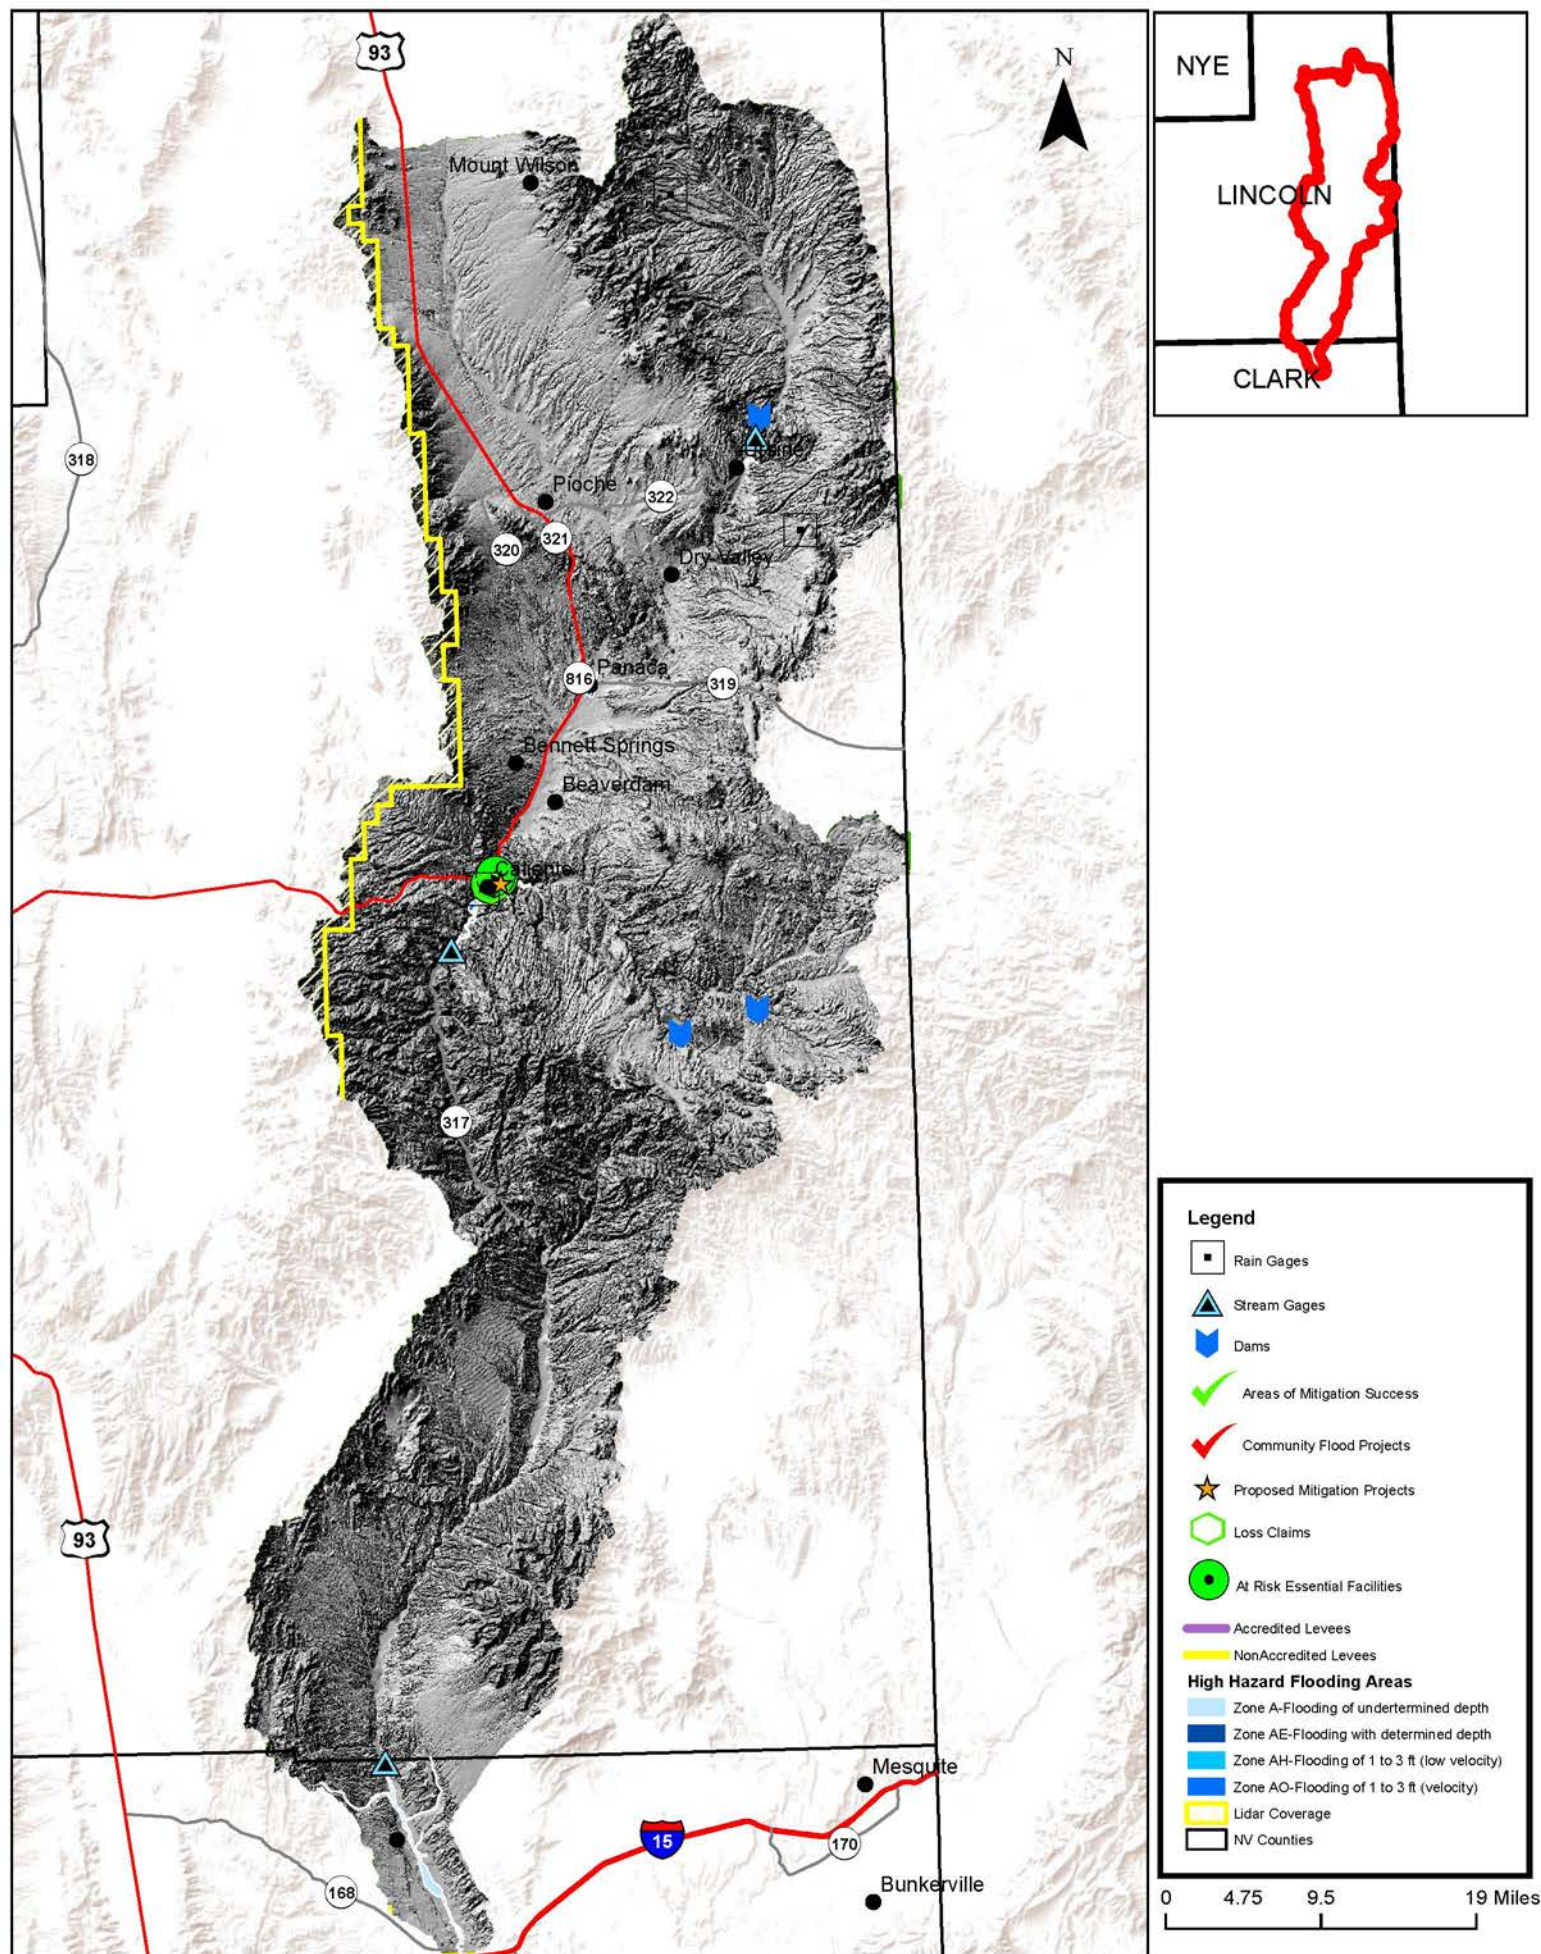 93
N
Mount Wilson
318
Ursine
Pioche
322
321
320
Dry Valley
Panaca
816
319
Bennett Springs
Beaverdam
Caliente
317
93
Mesquite
15
170
168
Bunkerville
NYE
LINCOLN
CLARK
Legend
Rain Gages
Stream Gages
Dams
Areas of Mitigation Success
Community Flood Projects
Proposed Mitigation Projects
Loss Claims
At Risk Essential Facilities
Accredited Levees
NonAccredited Levees
High Hazard Flooding Areas
Zone A-Flooding of undertermined depth
Zone AE-Flooding with determined depth
Zone AH-Flooding of 1 to 3 ft (low velocity)
Zone AO-Flooding of 1 to 3 ft (velocity)
Lidar Coverage
NV Counties
0 4.75 9.5 19 Miles